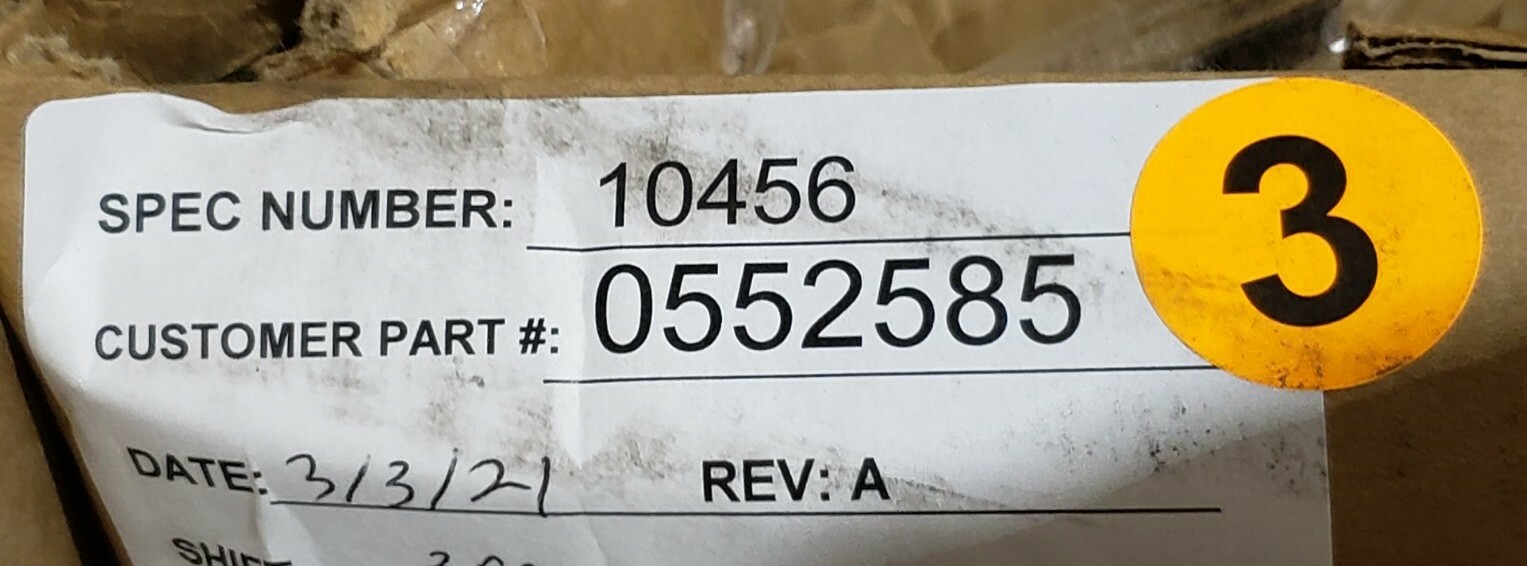 SPEC NUMBER: 10456
3
CUSTOMER PART #: 0552585
DATE: 3/3/21 REV: A